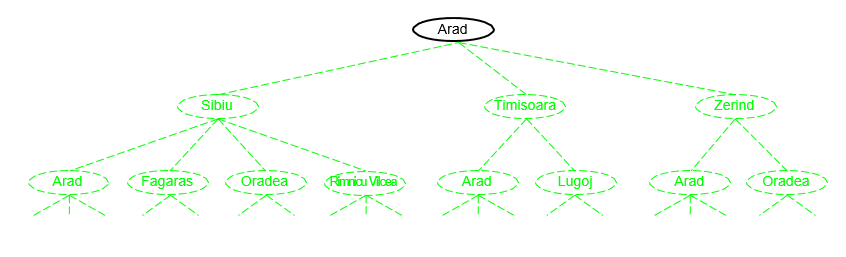 Arad
Sibiu
Timisoara
Zerind
Arad
Fagaras
Oradea
Rimnicu Vilcea
Arad
Lugoj
Arad
Oradea